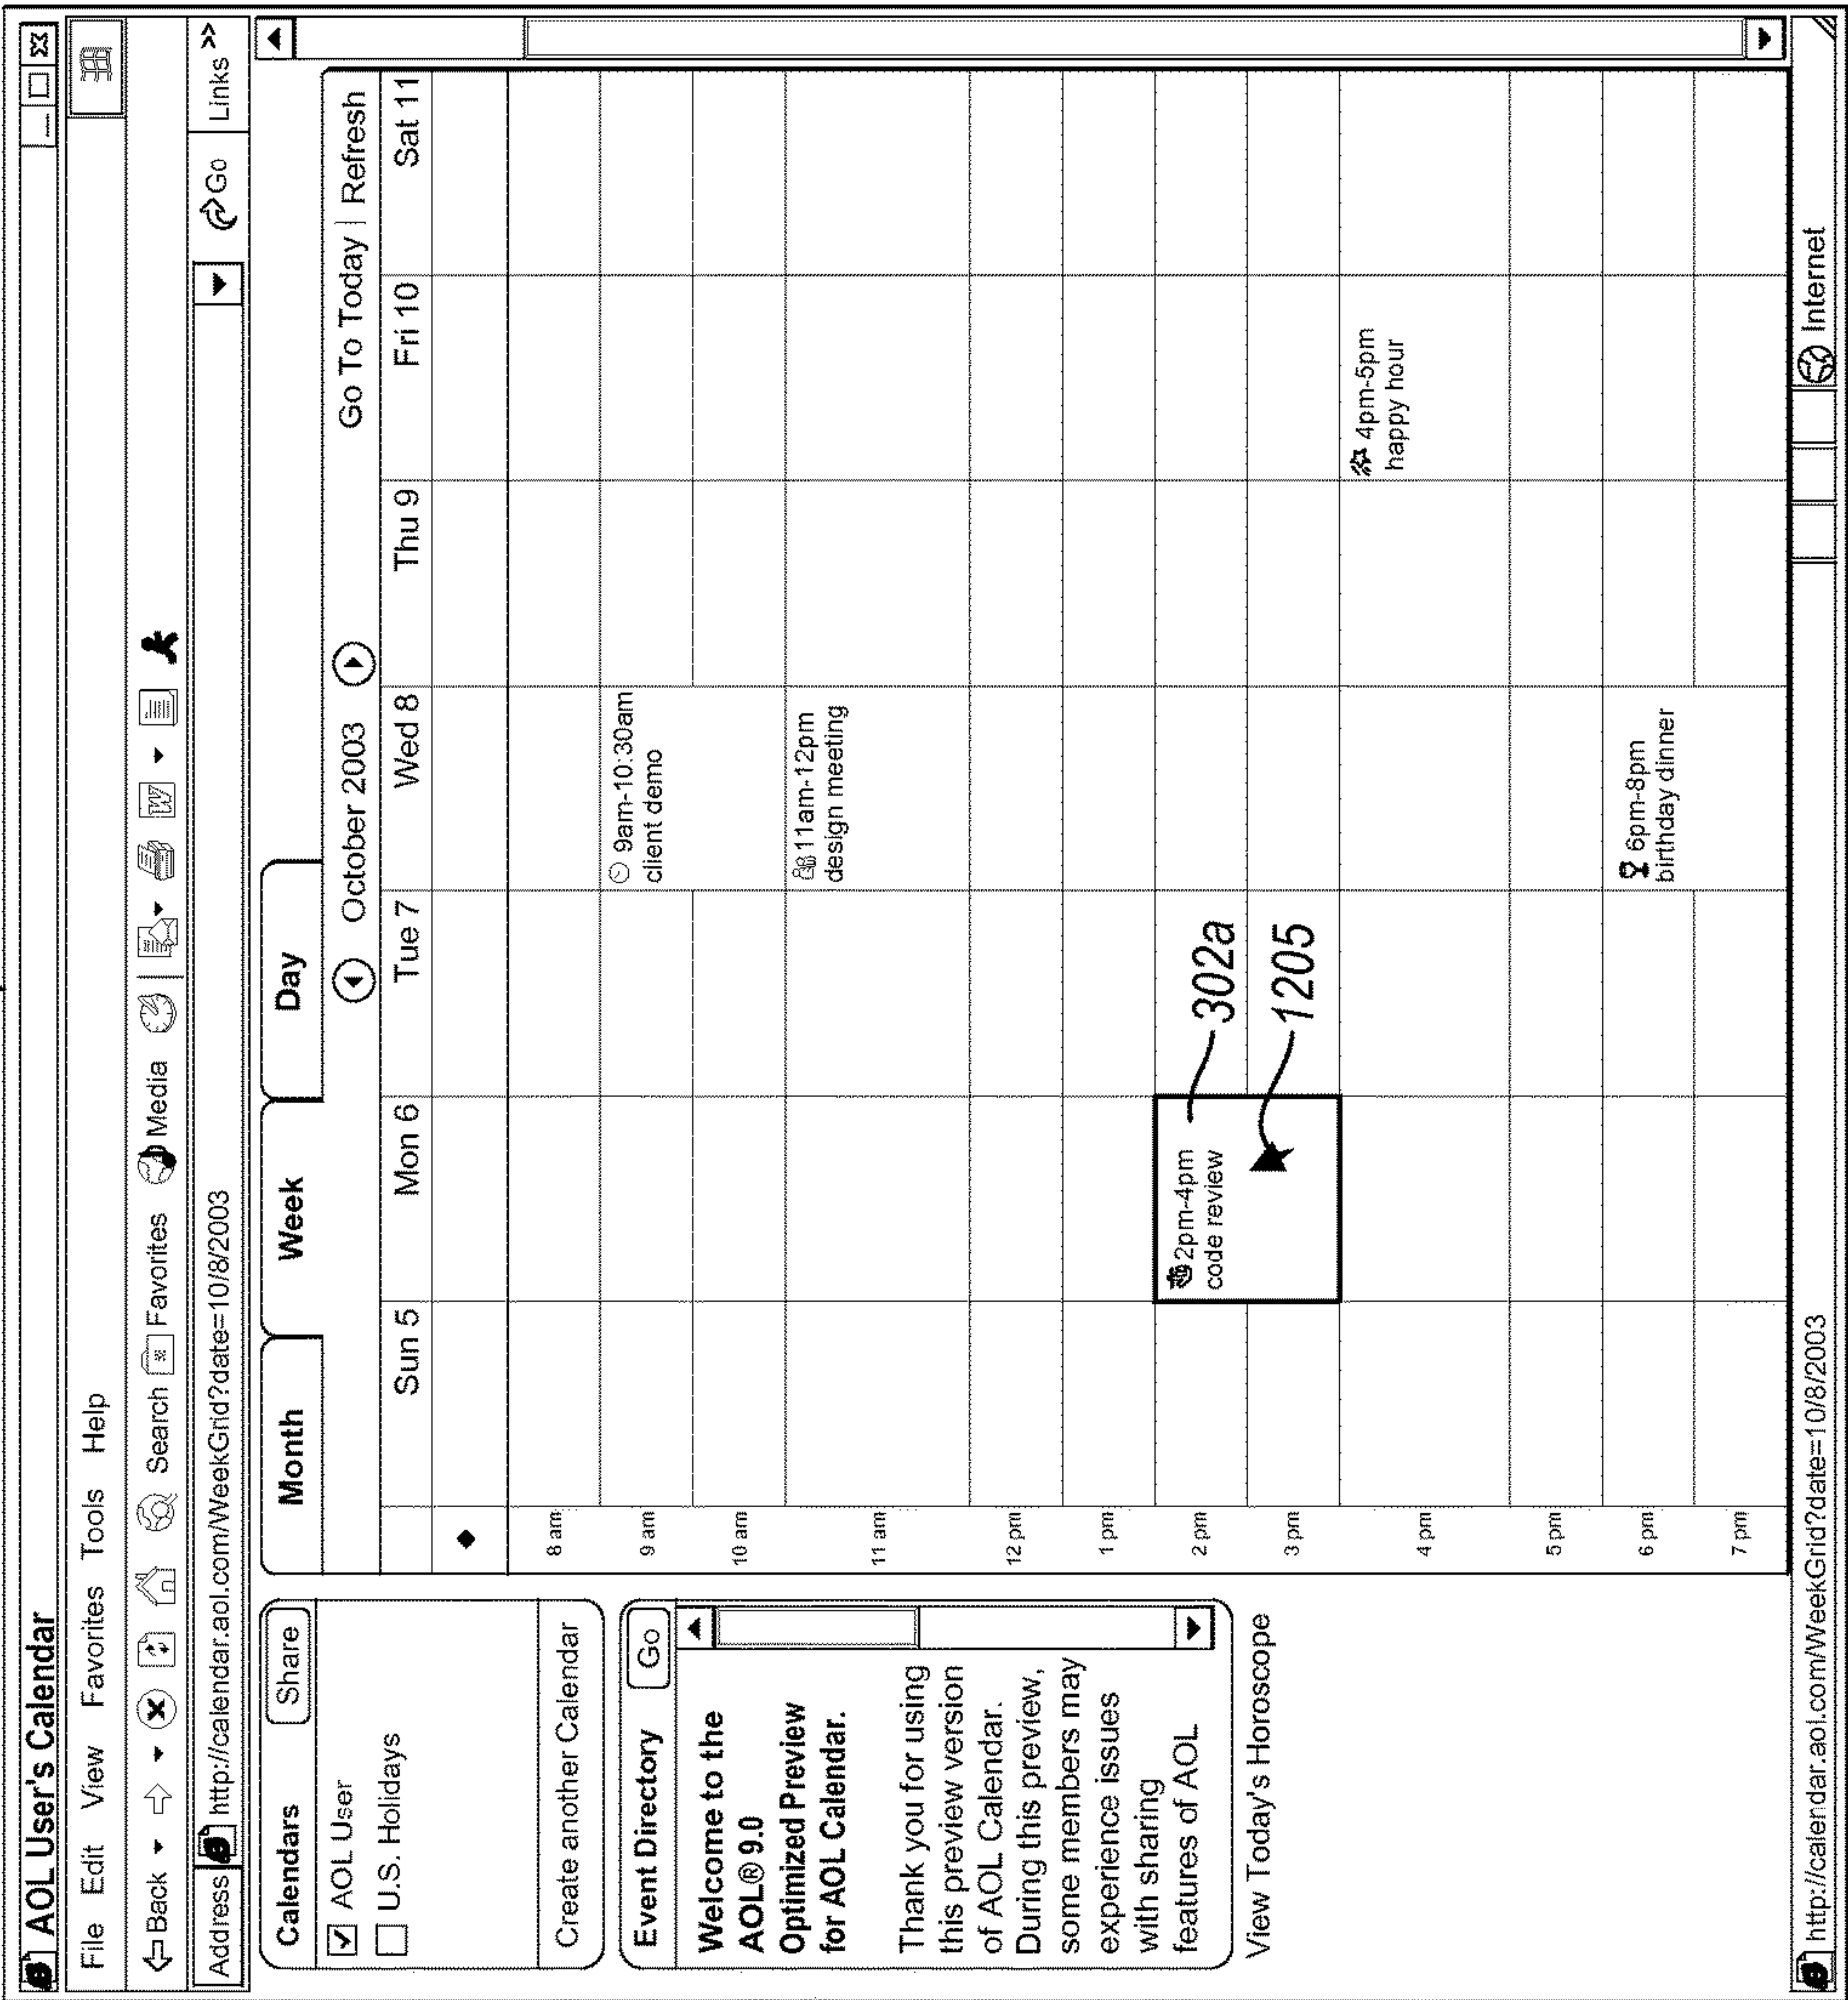 AOL User's Calendar
File Edit View Favorites Tools Help
Back Search Favorites Media
Address http://calendar.aol.com/WeekGrid?date=10/8/2003 Go Links >>
Calendars Share
AOL User
U.S. Holidays
Create another Calendar
Event Directory Go
Welcome to the
AOL® 9.0
Optimized Preview
for AOL Calendar.
Thank you for using
this preview version
of AOL Calendar.
During this preview,
some members may
experience issues
with sharing
features of AOL
View Today's Horoscope
Month Week Day
October 2003 Go To Today | Refresh
Sun 5 Mon 6 Tue 7 Wed 8 Thu 9 Fri 10 Sat 11
8 am
9 am
9am-10:30am
client demo
10 am
11 am
11am-12pm
design meeting
12 pm
1 pm
2 pm
2pm-4pm
code review
302a
3 pm
1205
4 pm
4pm-5pm
happy hour
5 pm
6 pm
6pm-8pm
birthday dinner
7 pm
http://calendar.aol.com/WeekGrid?date=10/8/2003 Internet